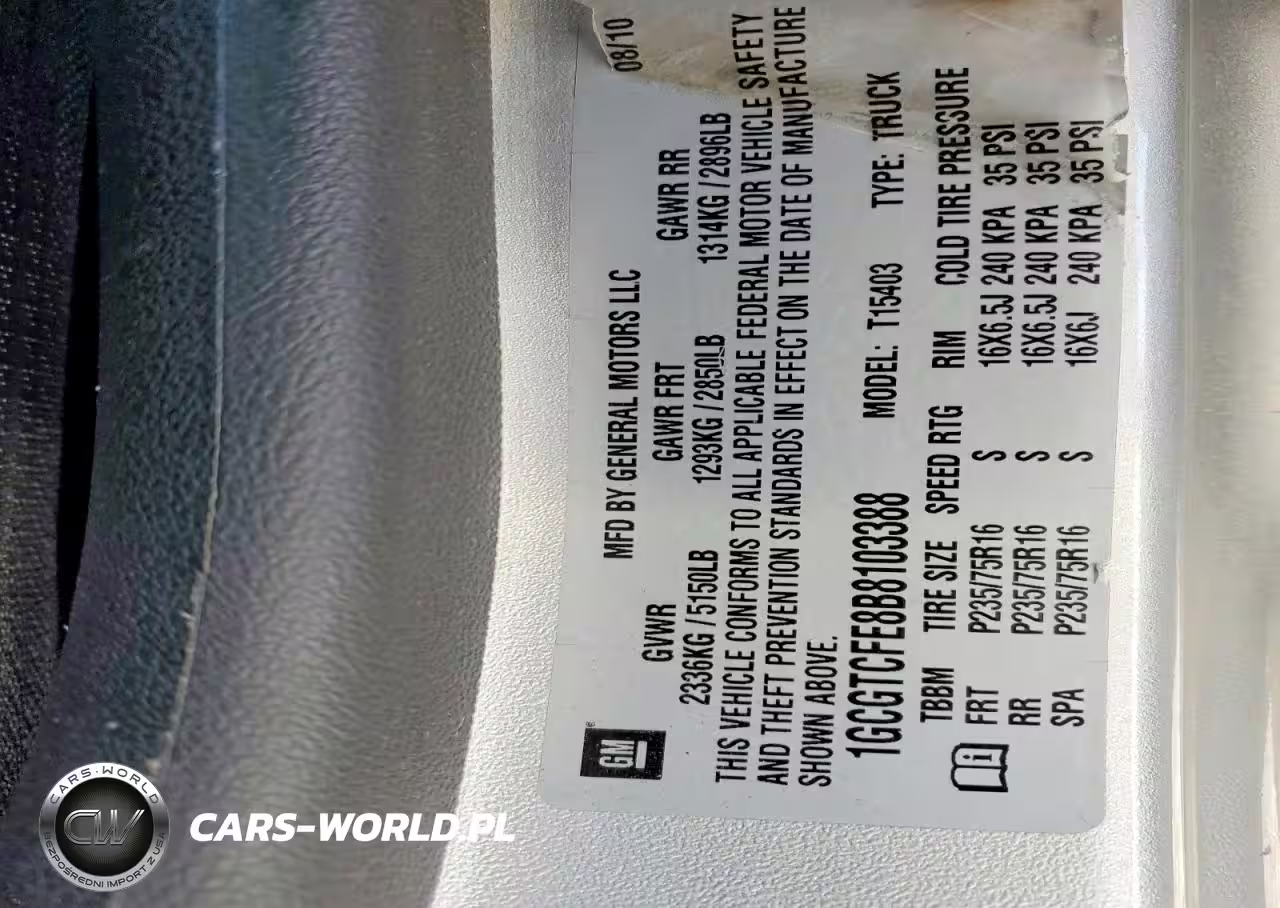 MFD BY GENERAL MOTORS LLC 08/10
GVWR GAWR FRT GAWR RR
2336KG / 5150LB 1293KG / 2850LB 1314KG / 2896LB
THIS VEHICLE CONFORMS TO ALL APPLICABLE FEDERAL MOTOR VEHICLE SAFETY
AND THEFT PREVENTION STANDARDS IN EFFECT ON THE DATE OF MANUFACTURE
SHOWN ABOVE.
1GCGTCFE8B8103388 MODEL: T15403 TYPE: TRUCK
TBBM TIRE SIZE SPEED RTG RIM COLD TIRE PRESSURE
FRT P235/75R16 S 16X6.5J 240 KPA 35 PSI
RR P235/75R16 S 16X6.5J 240 KPA 35 PSI
SPA P235/75R16 S 16X6J 240 KPA 35 PSI
GM ®
CARS-WORLD
CW
BEZPOŚREDNI IMPORT Z USA
CARS-WORLD.PL